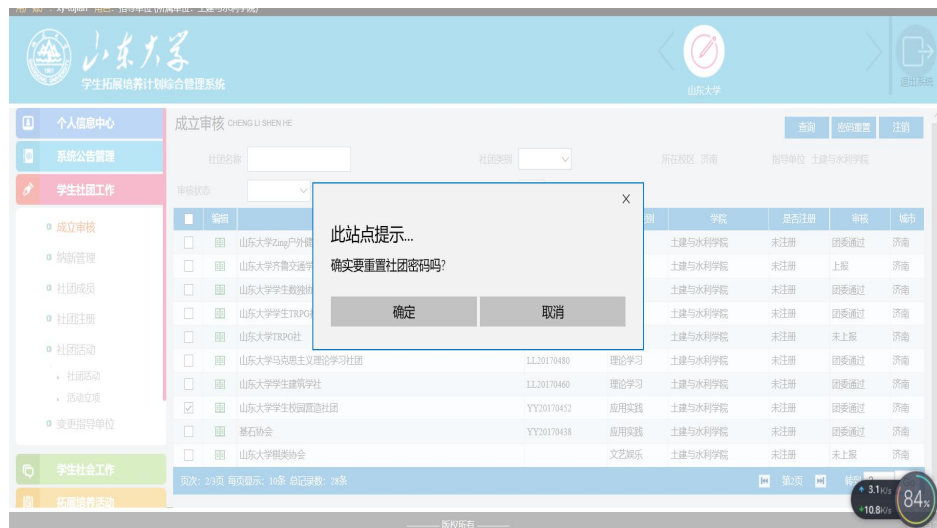 山东大学
学生拓展培养计划综合管理系统
山东大学
退出系统
个人信息中心
系统公告管理
学生社团工作
成立审核
纳新管理
社团成员
社团注册
社团活动
社团活动
活动立项
变更指导单位
学生社会工作
拓展培养活动
成立审核 CHENG LI SHEN HE
查询 密码重置 注销
社团名称 社团类别 所在校区 济南 指导单位 土建与水利学院
审核状态
编辑 学院 是否注册 审核 城市
山东大学Zing户外健 土建与水利学院 未注册 团委通过 济南
山东大学齐鲁交通学 土建与水利学院 未注册 上报 济南
山东大学学生数独协 土建与水利学院 未注册 团委通过 济南
山东大学学生TRPG 土建与水利学院 未注册 团委通过 济南
山东大学TRPG社 土建与水利学院 未注册 未上报 济南
山东大学马克思主义理论学习社团 LL20170480 理论学习 土建与水利学院 未注册 团委通过 济南
山东大学学生建筑学社 LL20170460 理论学习 土建与水利学院 未注册 团委通过 济南
山东大学学生校园营造社团 YY20170452 应用实践 土建与水利学院 未注册 团委通过 济南
基石协会 YY20170438 应用实践 土建与水利学院 未注册 团委通过 济南
山东大学棋类协会 文艺娱乐 土建与水利学院 未注册 未上报 济南
页次: 2/3页 每页显示: 10条 总记录数: 28条 第2页
X
此站点提示...
确实要重置社团密码吗?
确定 取消
3.1K/s
10.8K/s
84%
版权所有